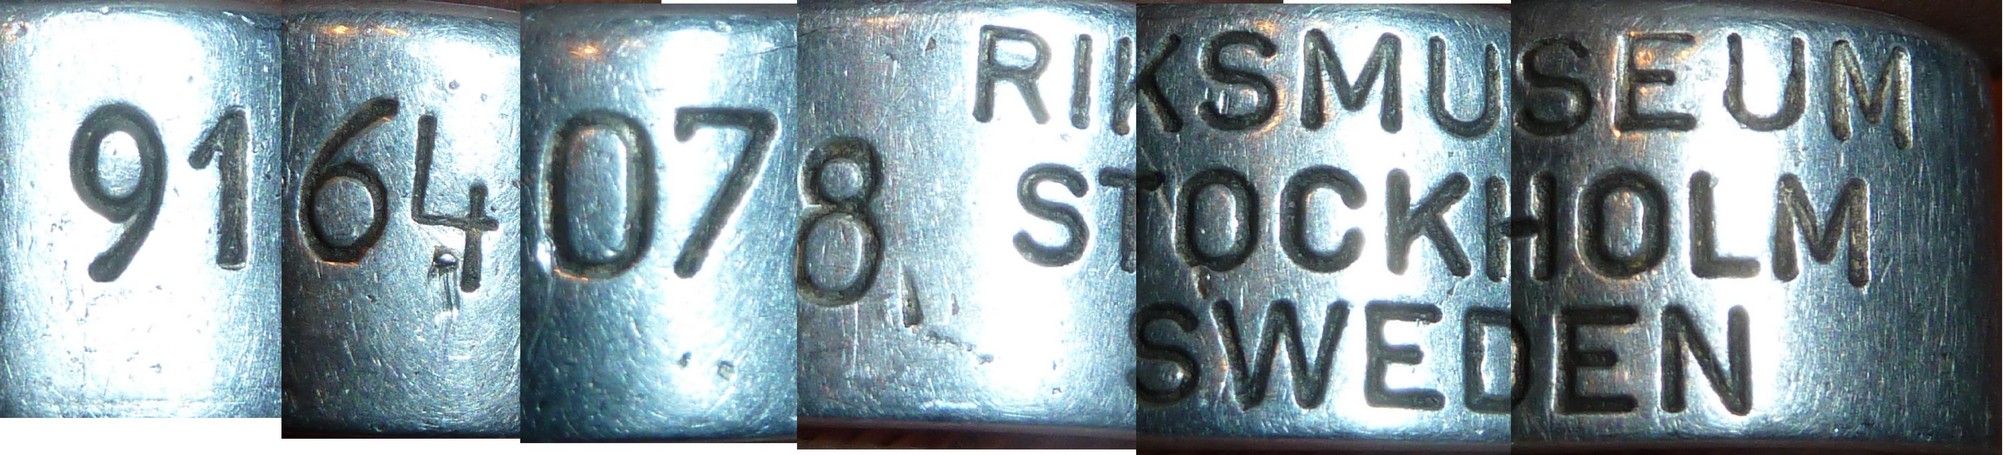 9164078
RIKSMUSEUM
STOCKHOLM
SWEDEN